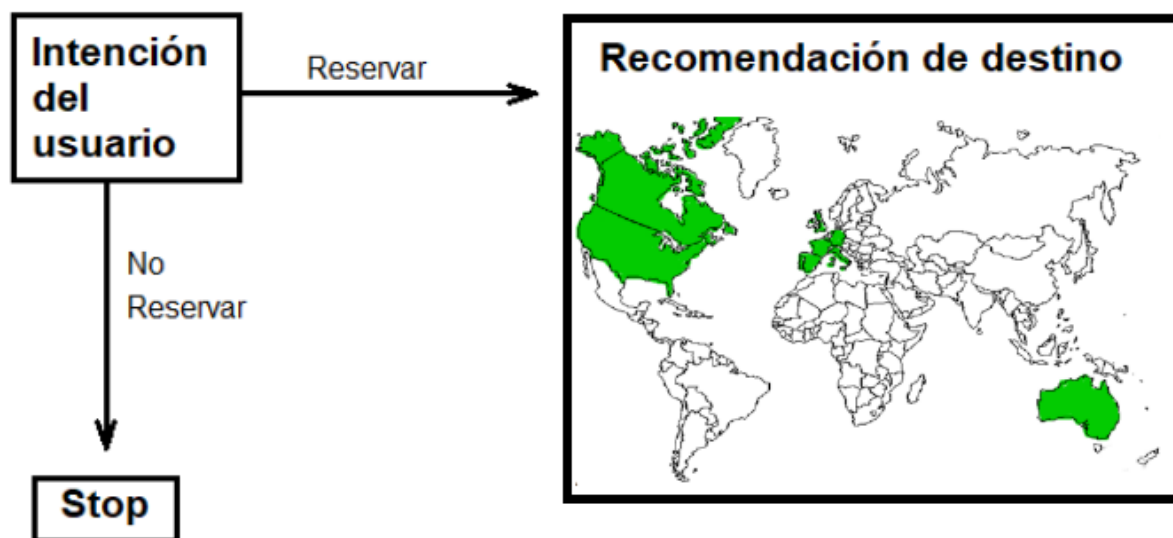 Intención
del
usuario
Reservar
Recomendación de destino
No
Reservar
Stop